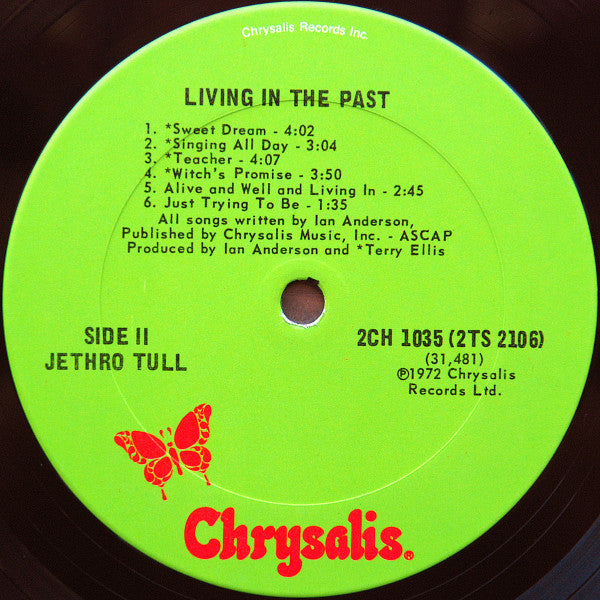 Chrysalis Records Inc.
LIVING IN THE PAST
1. *Sweet Dream - 4:02
2. *Singing All Day - 3:04
3. *Teacher - 4:07
4. *Witch's Promise - 3:50
5. Alive and Well and Living In - 2:45
6. Just Trying To Be - 1:35
All songs written by Ian Anderson,
Published by Chrysalis Music, Inc. - ASCAP
Produced by Ian Anderson and *Terry Ellis
SIDE II
JETHRO TULL
2CH 1035 (2TS 2106)
(31,481)
℗1972 Chrysalis
Records Ltd.
Chrysalis®